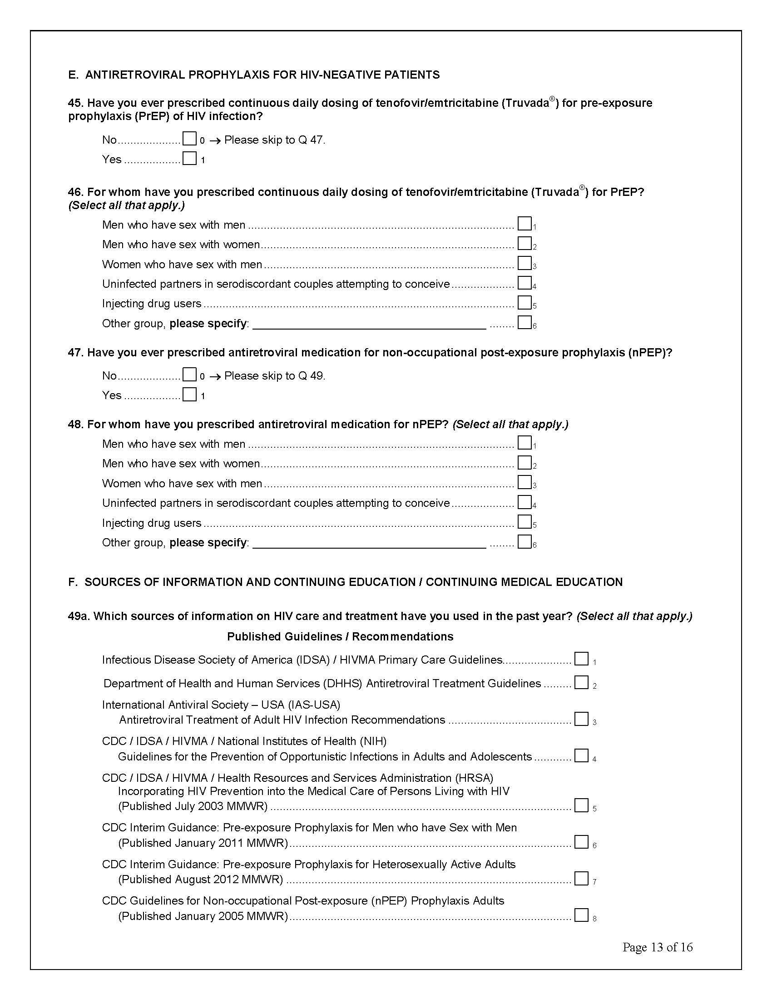 E. ANTIRETROVIRAL PROPHYLAXIS FOR HIV-NEGATIVE PATIENTS
45. Have you ever prescribed continuous daily dosing of tenofovir/emtricitabine (Truvada®) for pre-exposure
prophylaxis (PrEP) of HIV infection?
No.................... 0 → Please skip to Q 47.
Yes .................. 1
46. For whom have you prescribed continuous daily dosing of tenofovir/emtricitabine (Truvada®) for PrEP?
(Select all that apply.)
Men who have sex with men .................... 1
Men who have sex with women.................... 2
Women who have sex with men .................... 3
Uninfected partners in serodiscordant couples attempting to conceive.................... 4
Injecting drug users .................... 5
Other group, please specify: ____________________ ........ 6
47. Have you ever prescribed antiretroviral medication for non-occupational post-exposure prophylaxis (nPEP)?
No.................... 0 → Please skip to Q 49.
Yes .................. 1
48. For whom have you prescribed antiretroviral medication for nPEP? (Select all that apply.)
Men who have sex with men .................... 1
Men who have sex with women.................... 2
Women who have sex with men .................... 3
Uninfected partners in serodiscordant couples attempting to conceive.................... 4
Injecting drug users .................... 5
Other group, please specify: ____________________ ........ 6
F. SOURCES OF INFORMATION AND CONTINUING EDUCATION / CONTINUING MEDICAL EDUCATION
49a. Which sources of information on HIV care and treatment have you used in the past year? (Select all that apply.)
Published Guidelines / Recommendations
Infectious Disease Society of America (IDSA) / HIVMA Primary Care Guidelines...................... 1
Department of Health and Human Services (DHHS) Antiretroviral Treatment Guidelines ......... 2
International Antiviral Society – USA (IAS-USA)
Antiretroviral Treatment of Adult HIV Infection Recommendations .................... 3
CDC / IDSA / HIVMA / National Institutes of Health (NIH)
Guidelines for the Prevention of Opportunistic Infections in Adults and Adolescents ............ 4
CDC / IDSA / HIVMA / Health Resources and Services Administration (HRSA)
Incorporating HIV Prevention into the Medical Care of Persons Living with HIV
(Published July 2003 MMWR) .................... 5
CDC Interim Guidance: Pre-exposure Prophylaxis for Men who have Sex with Men
(Published January 2011 MMWR).................... 6
CDC Interim Guidance: Pre-exposure Prophylaxis for Heterosexually Active Adults
(Published August 2012 MMWR) .................... 7
CDC Guidelines for Non-occupational Post-exposure (nPEP) Prophylaxis Adults
(Published January 2005 MMWR).................... 8
Page 13 of 16